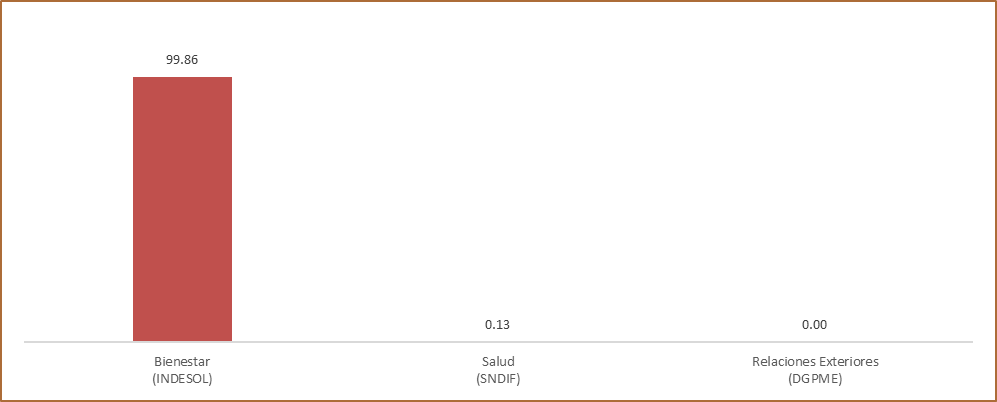 99.86
0.13
0.00
Bienestar
(INDESOL)
Salud
(SNDIF)
Relaciones Exteriores
(DGPME)